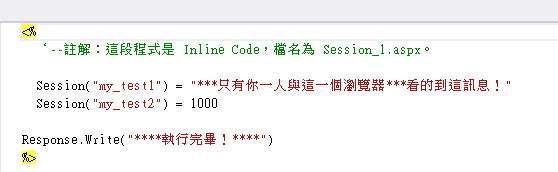 <%
‘--註解：這段程式是 Inline Code，檔名為 Session_1.aspx。
Session("my_test1") = "***只有你一人與這一個瀏覽器***看的到這訊息！"
Session("my_test2") = 1000
Response.Write("****執行完畢！****")
%>